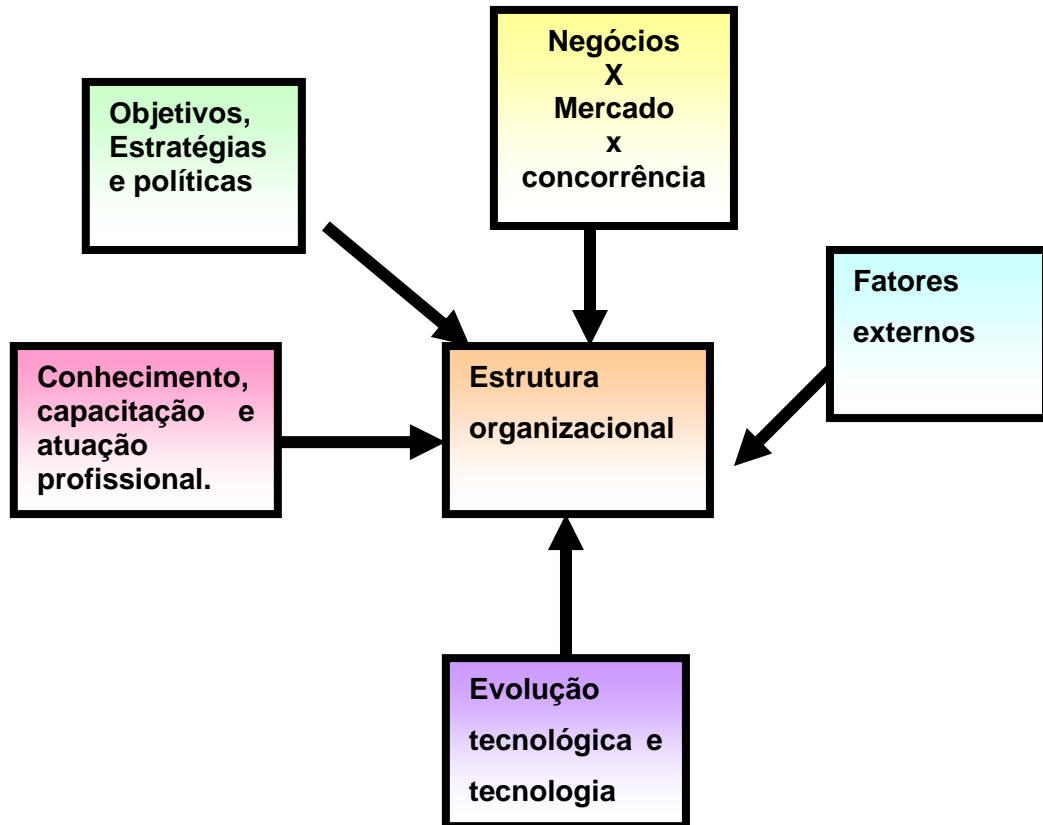 Negócios
X
Mercado
x
concorrência
Objetivos,
Estratégias
e políticas
Fatores
externos
Conhecimento,
capacitação e
atuação
profissional.
Estrutura
organizacional
Evolução
tecnológica e
tecnologia